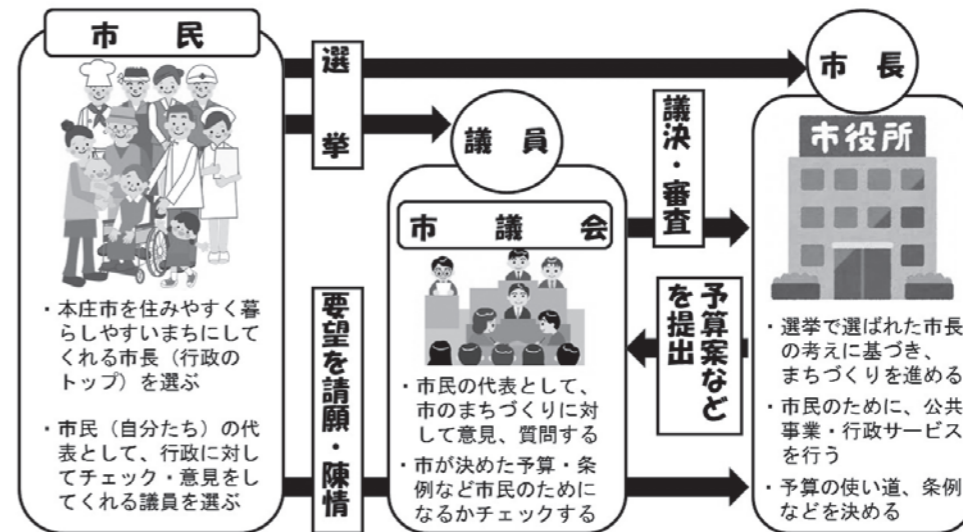 市民
・本庄市を住みやすく暮
らしやすいまちにして
くれる市長（行政の
トップ）を選ぶ
・市民（自分たち）の代
表として、行政に対し
てチェック・意見をし
てくれる議員を選ぶ
選挙
要望を請願・陳情
議員
市議会
・市民の代表として、
市のまちづくりに対
して意見、質問する
・市が決めた予算・条
例など市民のために
なるかチェックする
議決・審査
予算案など
を提出
市長
市役所
・選挙で選ばれた市長
の考えに基づき、
まちづくりを進める
・市民のために、公共
事業・行政サービス
を行う
・予算の使い道、条例
などを決める